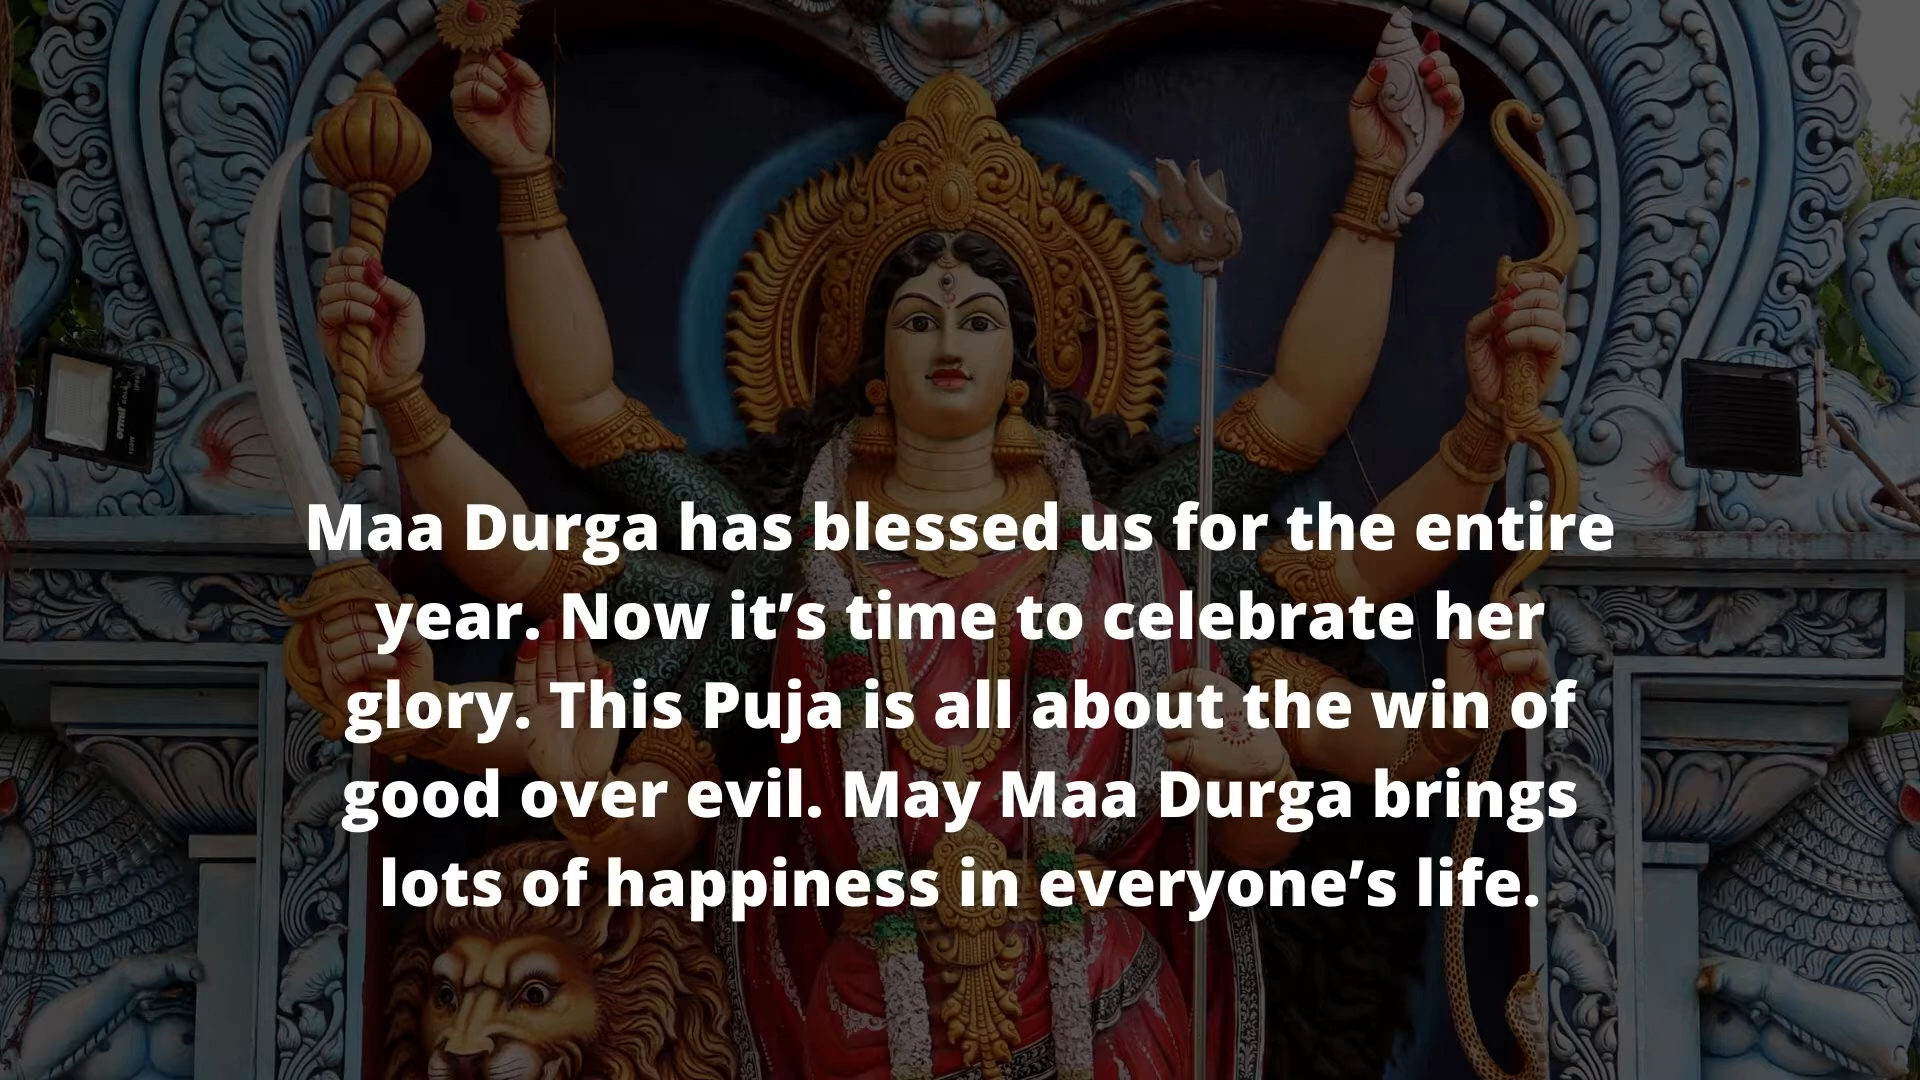 Maa Durga has blessed us for the entire
year. Now it’s time to celebrate her
glory. This Puja is all about the win of
good over evil. May Maa Durga brings
lots of happiness in everyone’s life.